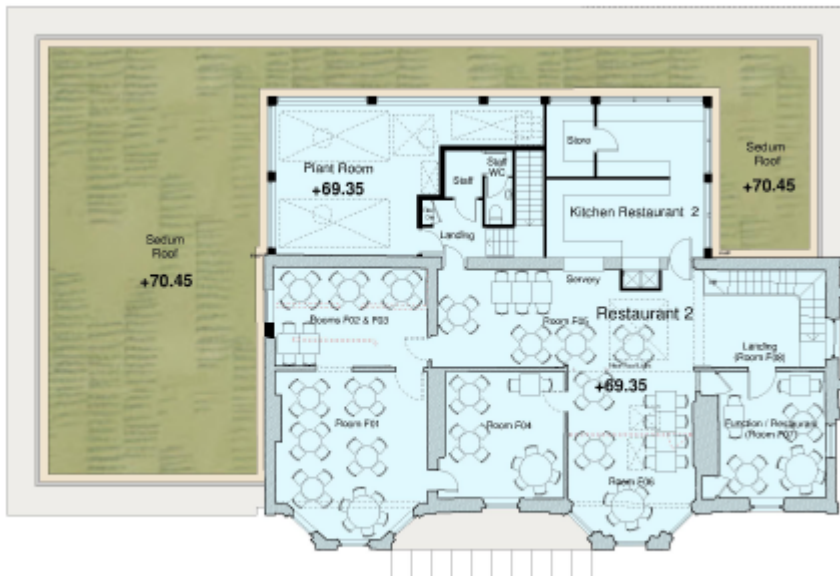 Plant Room
+69.35
Store
Staff
WC
Staff
Kitchen Restaurant 2
Sedum
Roof
+70.45
Landing
Sedum
Roof
+70.45
Servery
Rooms F02 & F03
Room F05
Restaurant 2
Landing
(Room F08)
+69.35
Room F01
Room F04
Function / Restaurant
(Room F07)
Room F06